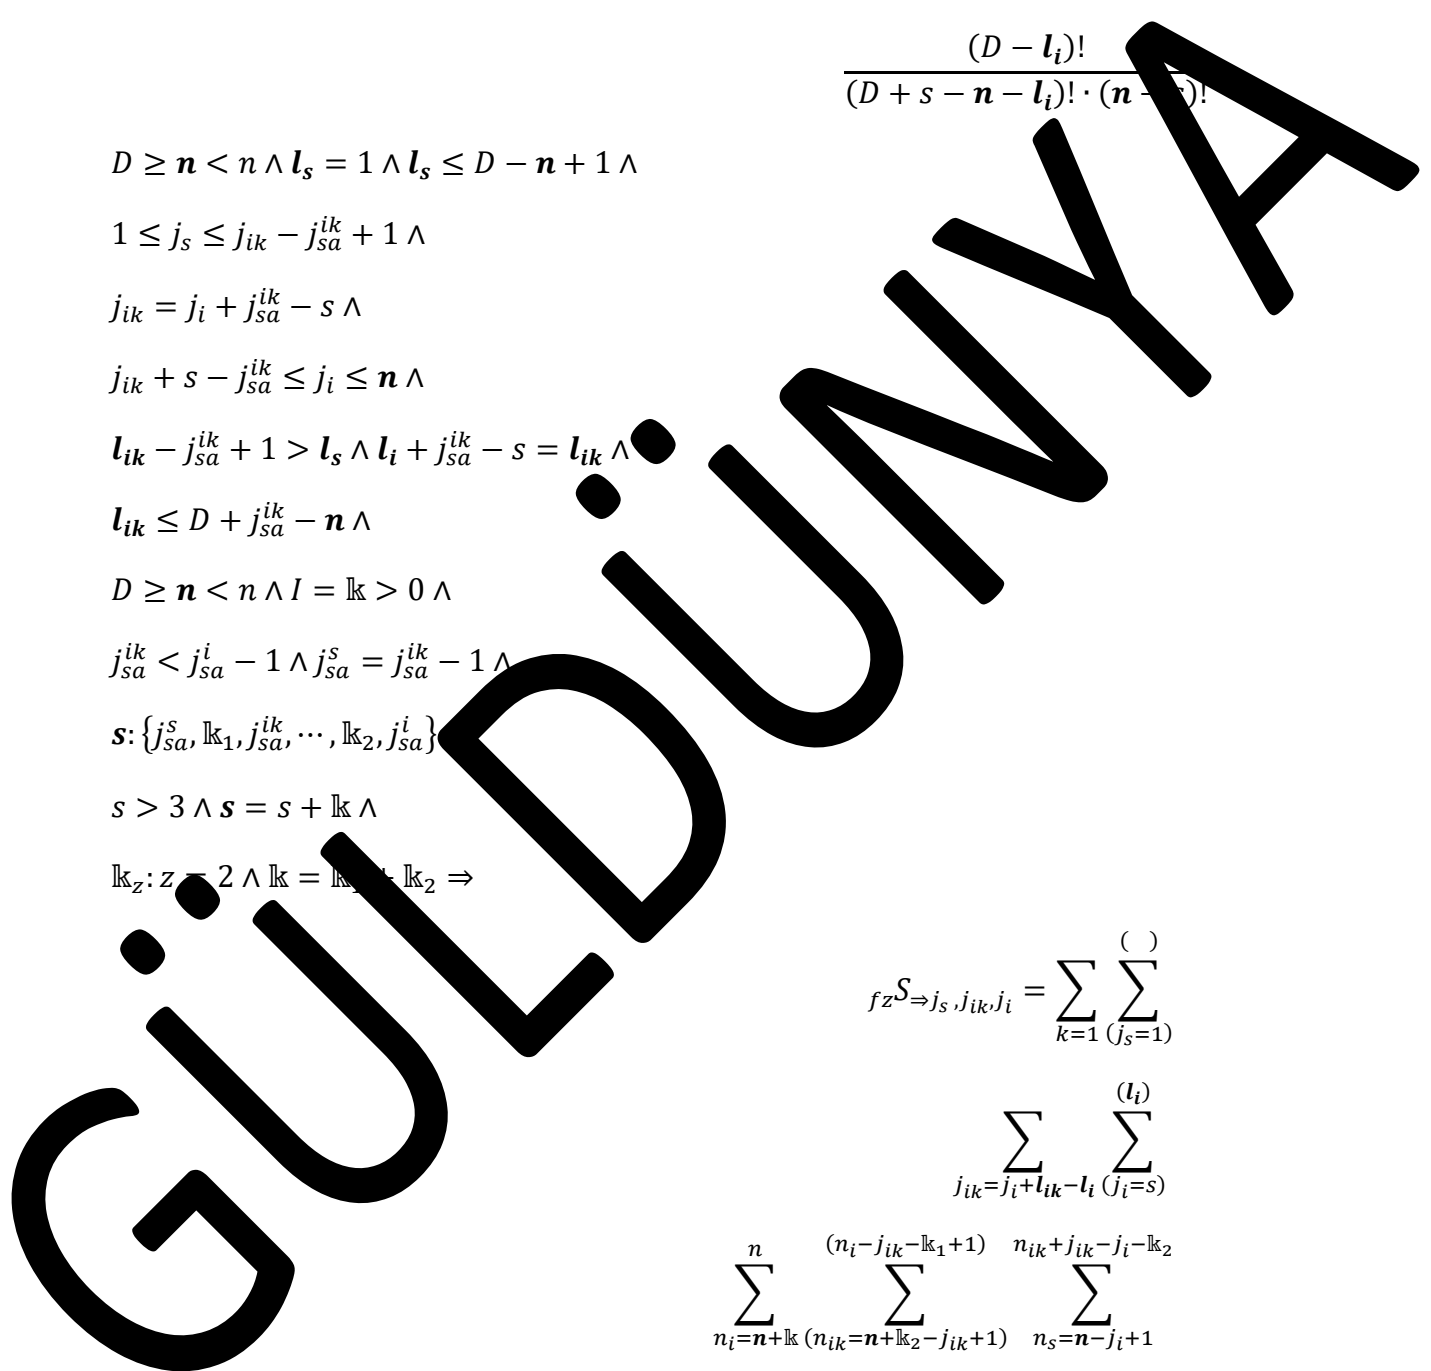 (D − l_i)!
(D + s − n − l_i)! · (n − s)!
D ≥ n < n ∧ l_s = 1 ∧ l_s ≤ D − n + 1 ∧
1 ≤ j_s ≤ j_ik − j_sa^ik + 1 ∧
j_ik = j_i + j_sa^ik − s ∧
j_ik + s − j_sa^ik ≤ j_i ≤ n ∧
l_ik − j_sa^ik + 1 > l_s ∧ l_i + j_sa^ik − s = l_ik ∧
l_ik ≤ D + j_sa^ik − n ∧
D ≥ n < n ∧ I = 𝕜 > 0 ∧
j_sa^ik < j_sa^i − 1 ∧ j_sa^s = j_sa^ik − 1 ∧
s: {j_sa^s, 𝕜_1, j_sa^ik, ⋯ , 𝕜_2, j_sa^i}
s > 3 ∧ s = s + 𝕜 ∧
𝕜_z: z = 2 ∧ 𝕜 = 𝕜_1 + 𝕜_2 ⇒
GÜLDÜNYA
( )
fzS⇒j_s ,j_ik,j_i = ∑ ∑
k=1 (j_s=1)
(l_i)
∑ ∑
j_ik=j_i+l_ik−l_i (j_i=s)
n (n_i−j_ik−𝕜_1+1) n_ik+j_ik−j_i−𝕜_2
∑ ∑ ∑
n_i=n+𝕜 (n_ik=n+𝕜_2−j_ik+1) n_s=n−j_i+1